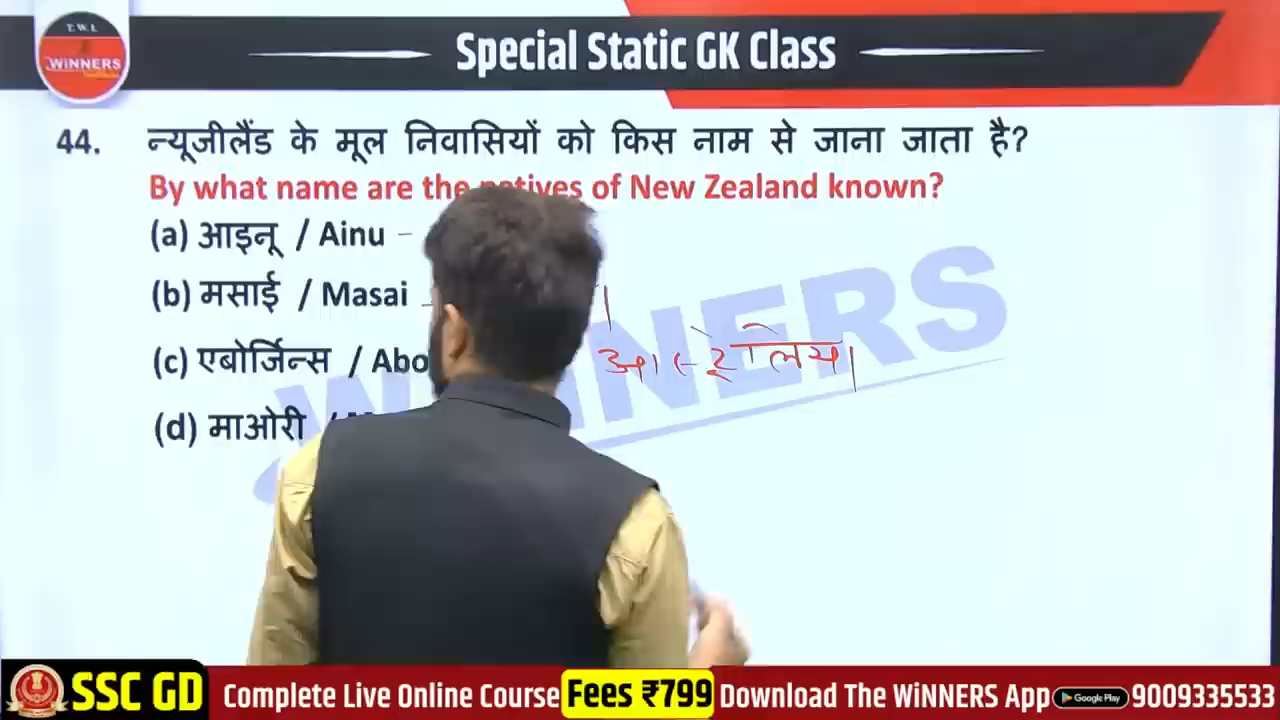 T.W.I.
WiNNERS
Special Static GK Class
44. न्यूजीलैंड के मूल निवासियों को किस नाम से जाना जाता है?
By what name are the natives of New Zealand known?
(a) आइनू / Ainu –
(b) मसाई / Masai –
(c) एबोर्जिन्स / Abo आस्ट्रेलिया
(d) माओरी /
WINNERS
SSC GD Complete Live Online Course Fees ₹799 Download The WiNNERS App Google Play 9009335533